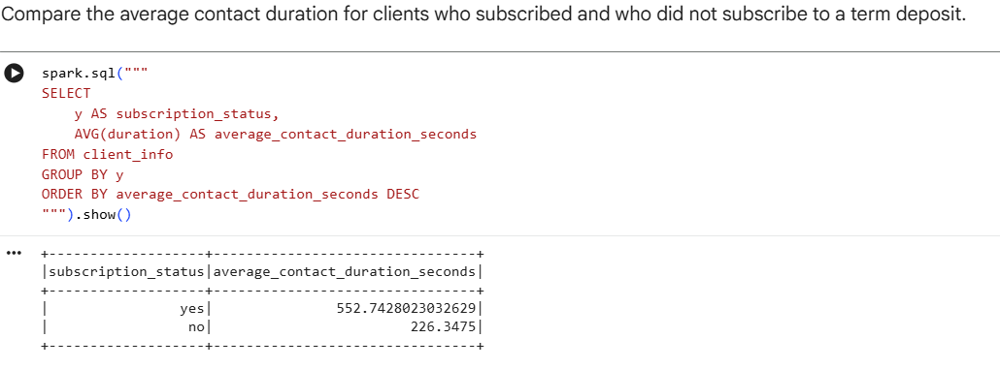 Compare the average contact duration for clients who subscribed and who did not subscribe to a term deposit.
spark.sql("""
SELECT
    y AS subscription_status,
    AVG(duration) AS average_contact_duration_seconds
FROM client_info
GROUP BY y
ORDER BY average_contact_duration_seconds DESC
""").show()
+-------------------+--------------------------------+
|subscription_status|average_contact_duration_seconds|
+-------------------+--------------------------------+
|                yes|               552.7428023032629|
|                 no|                        226.3475|
+-------------------+--------------------------------+